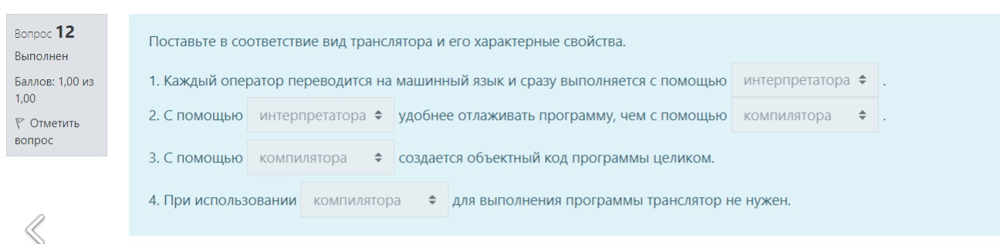 Вопрос 12
Выполнен
Баллов: 1,00 из
1,00
Отметить
вопрос
Поставьте в соответствие вид транслятора и его характерные свойства.
1. Каждый оператор переводится на машинный язык и сразу выполняется с помощью интерпретатора .
2. С помощью интерпретатора удобнее отлаживать программу, чем с помощью компилятора .
3. С помощью компилятора создается объектный код программы целиком.
4. При использовании компилятора для выполнения программы транслятор не нужен.